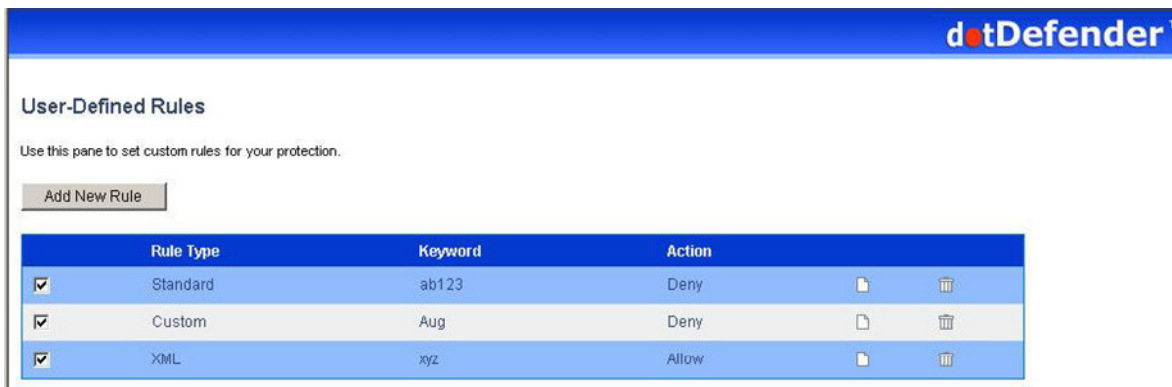 dotDefender
User-Defined Rules
Use this pane to set custom rules for your protection.
Add New Rule
Rule Type Keyword Action
Standard ab123 Deny
Custom Aug Deny
XML xyz Allow